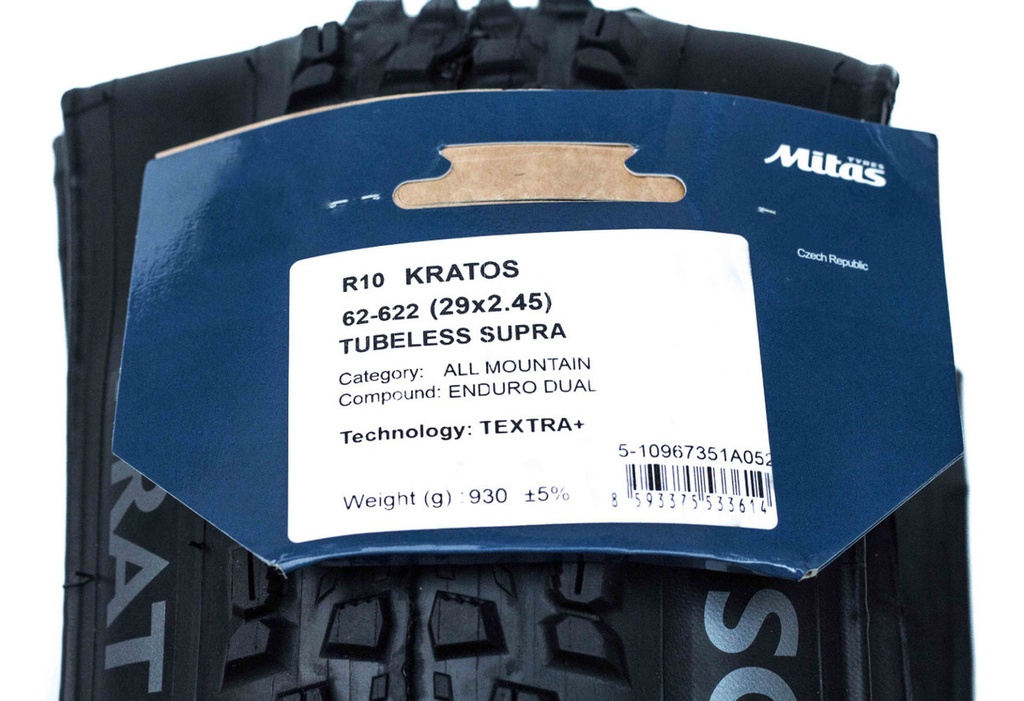 Mitas
TYRES
Czech Republic
R10 KRATOS
62-622 (29x2.45)
TUBELESS SUPRA
Category: ALL MOUNTAIN
Compound: ENDURO DUAL
Technology: TEXTRA+
5-10967351A052
Weight (g) : 930 ±5%
8 593375 533614
RAT
SO